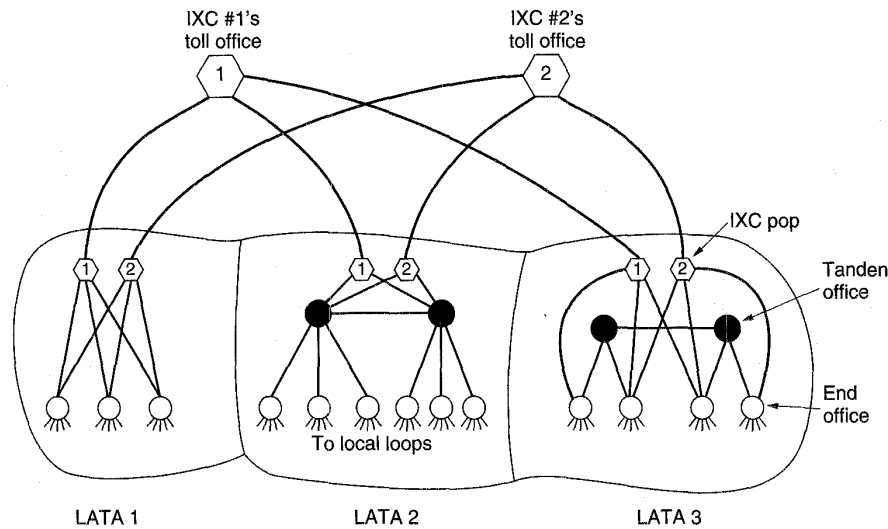 IXC #1's
toll office
IXC #2's
toll office
1
2
IXC pop
1
2
1
2
1
2
Tanden
office
End
office
To local loops
LATA 1
LATA 2
LATA 3